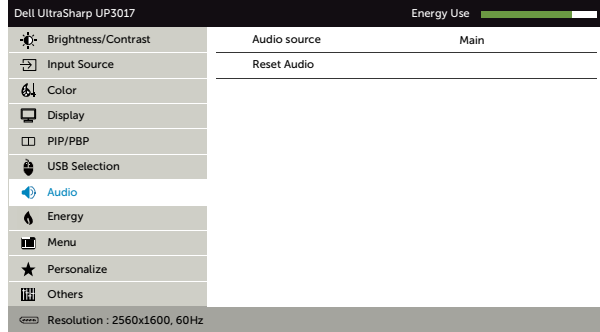 Dell UltraSharp UP3017 Energy Use
Brightness/Contrast Audio source Main
Input Source Reset Audio
Color
Display
PIP/PBP
USB Selection
Audio
Energy
Menu
Personalize
Others
Resolution : 2560x1600, 60Hz